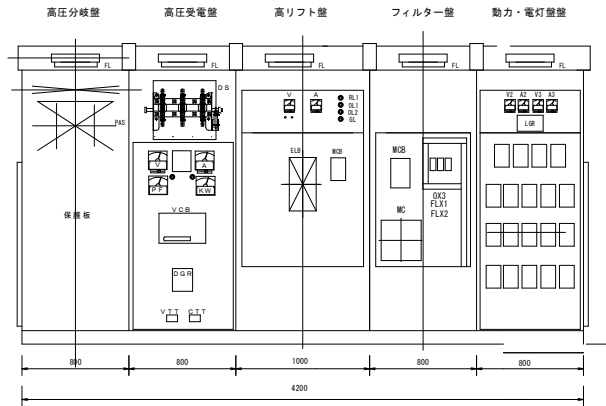 高圧分岐盤
高圧受電盤
高リフト盤
フィルター盤
動力・電灯盤盤
FL
FL
FL
FL
FL
PAS
保護板
DS
V
A
PF
KW
VCB
DGR
VTT
CTT
V
A
RL1
OL1
OL2
GL
ELB
MCB
MCB
OX3
FLX1
FLX2
MC
V2
A2
V3
A3
LGR
800
800
1000
800
800
4200